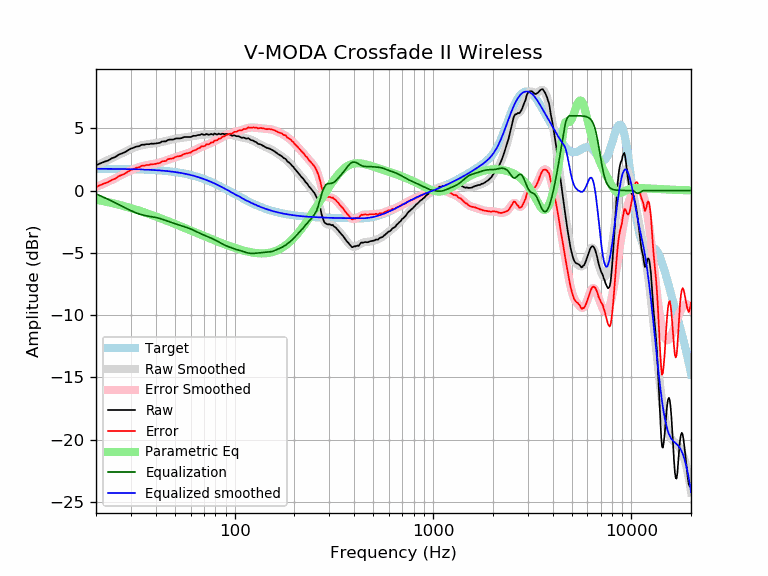 V-MODA Crossfade II Wireless
Amplitude (dBr)
5
0
−5
−10
−15
−20
−25
Target
Raw Smoothed
Error Smoothed
Raw
Error
Parametric Eq
Equalization
Equalized smoothed
100
1000
10000
Frequency (Hz)